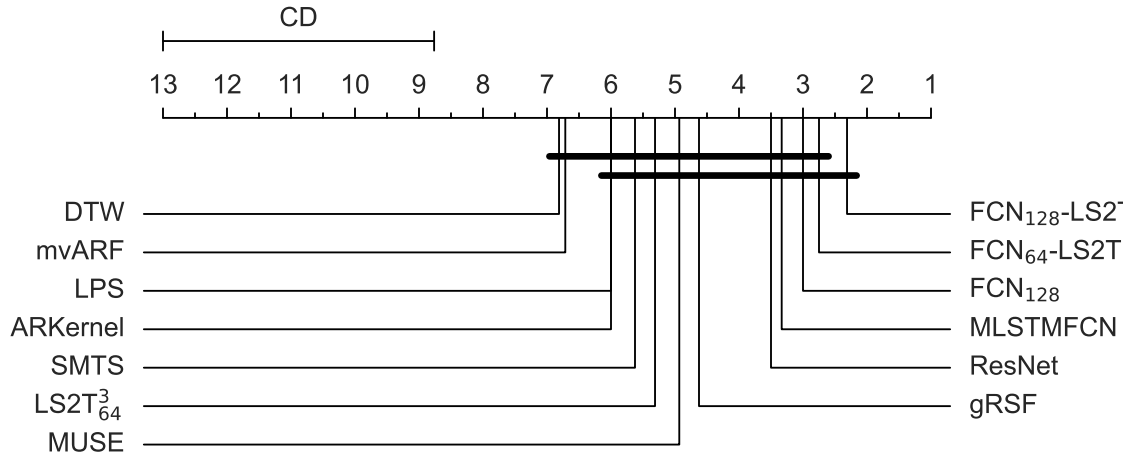 CD
13 12 11 10 9 8 7 6 5 4 3 2 1
DTW FCN₁₂₈-LS2T
mvARF FCN₆₄-LS2T
LPS FCN₁₂₈
ARKernel MLSTMFCN
SMTS ResNet
LS2T³₆₄ gRSF
MUSE